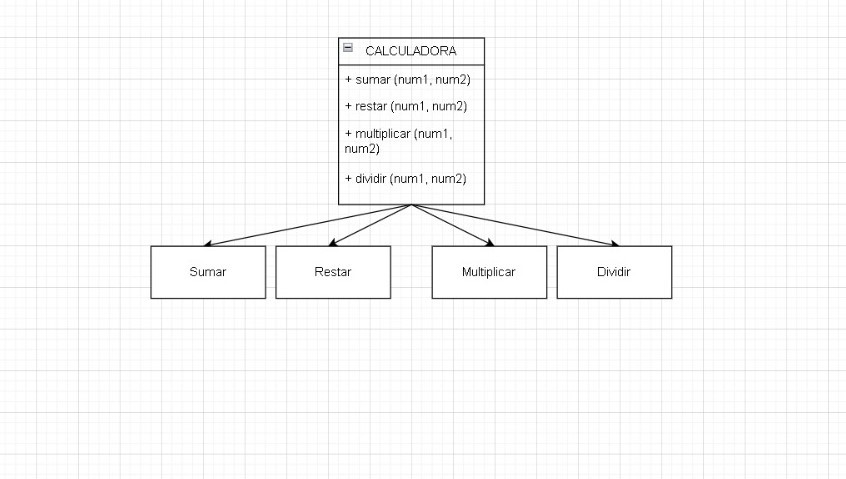 CALCULADORA
+ sumar (num1, num2)
+ restar (num1, num2)
+ multiplicar (num1,
num2)
+ dividir (num1, num2)
Sumar
Restar
Multiplicar
Dividir